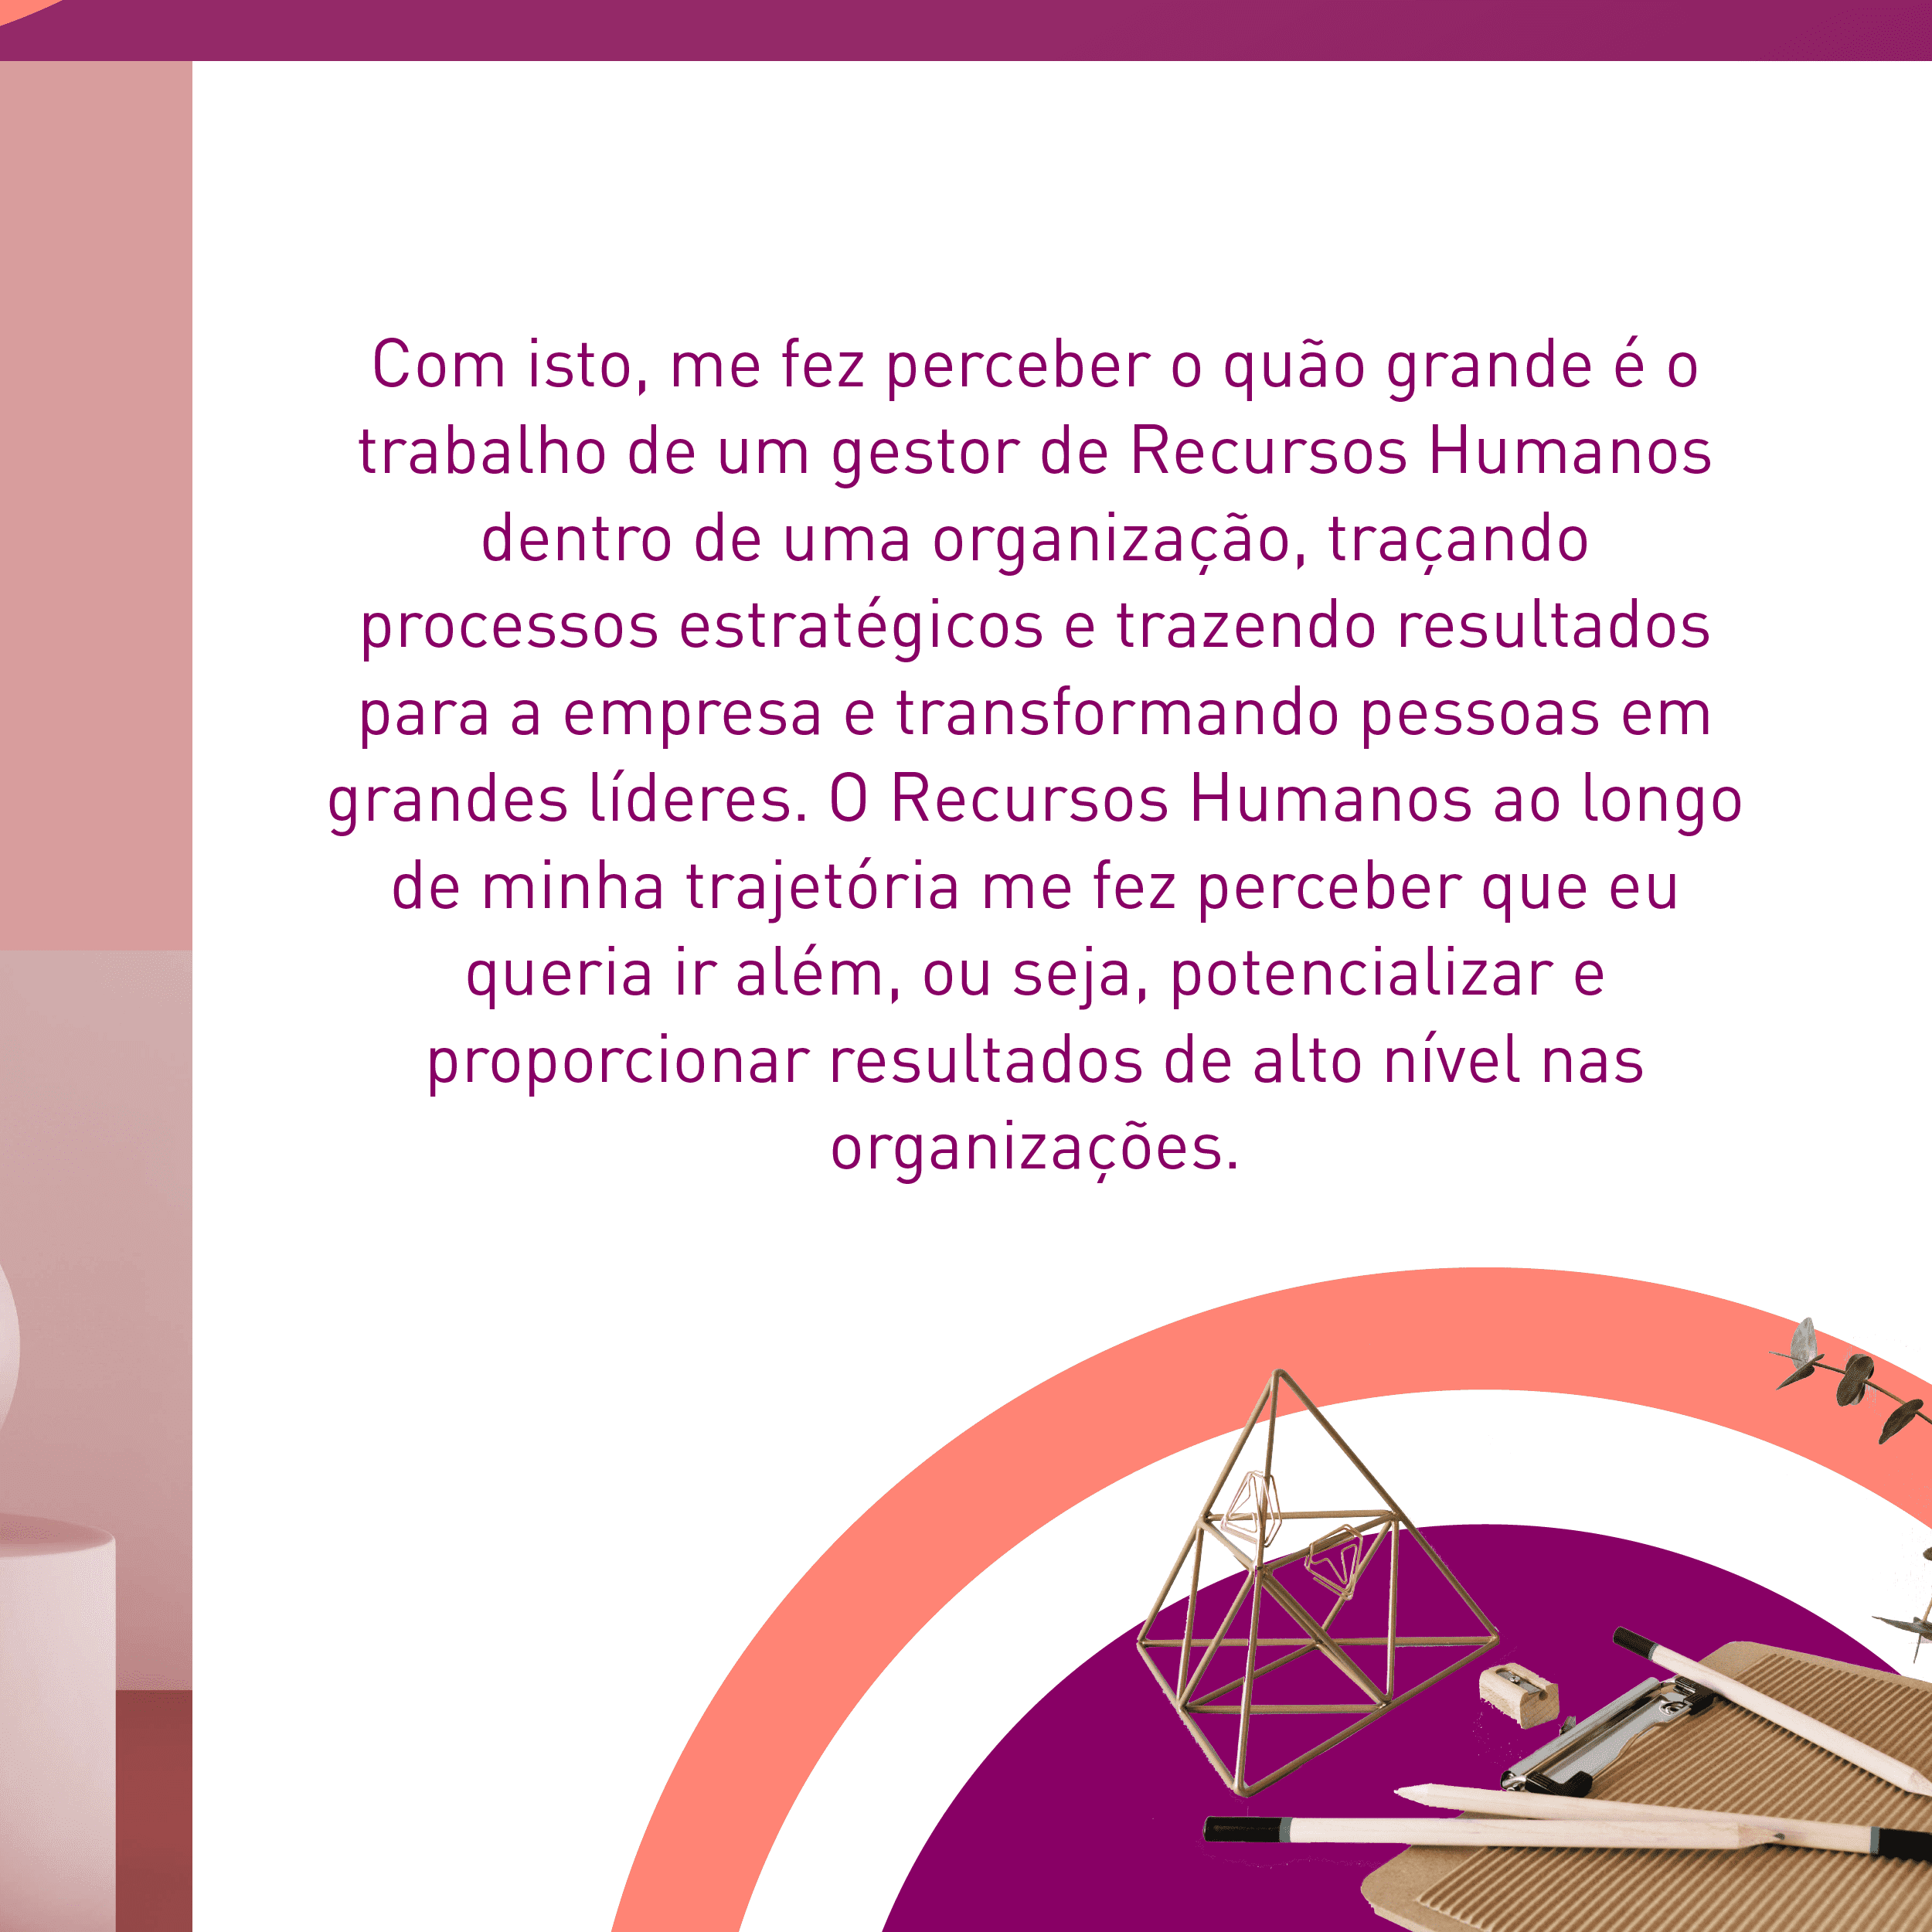 Com isto, me fez perceber o quão grande é o
trabalho de um gestor de Recursos Humanos
dentro de uma organização, traçando
processos estratégicos e trazendo resultados
para a empresa e transformando pessoas em
grandes líderes. O Recursos Humanos ao longo
de minha trajetória me fez perceber que eu
queria ir além, ou seja, potencializar e
proporcionar resultados de alto nível nas
organizações.